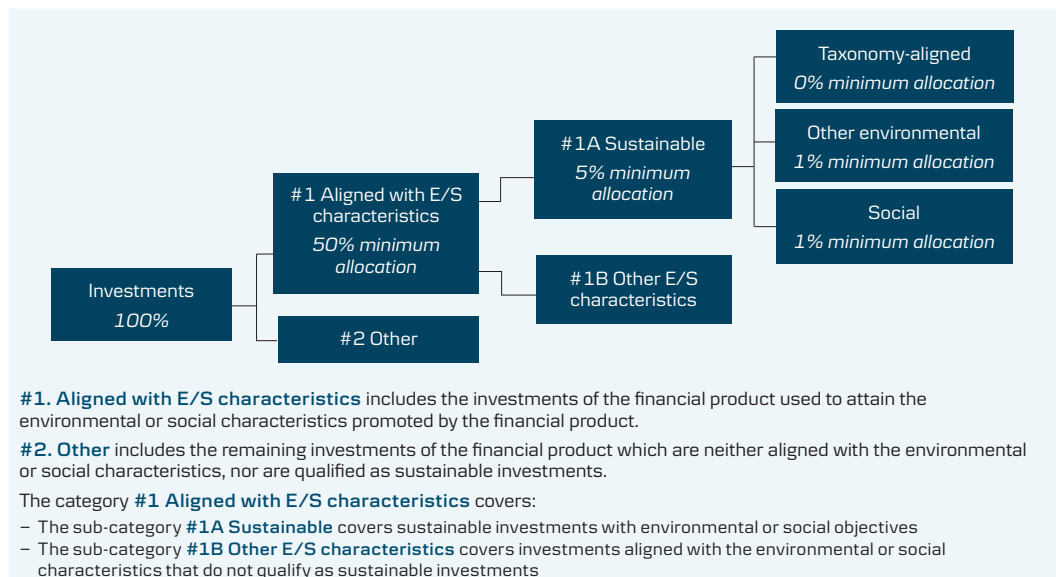 Investments
100%
#1 Aligned with E/S
characteristics
50% minimum
allocation
#2 Other
#1A Sustainable
5% minimum
allocation
#1B Other E/S
characteristics
Taxonomy-aligned
0% minimum allocation
Other environmental
1% minimum allocation
Social
1% minimum allocation
#1. Aligned with E/S characteristics includes the investments of the financial product used to attain the
environmental or social characteristics promoted by the financial product.
#2. Other includes the remaining investments of the financial product which are neither aligned with the environmental
or social characteristics, nor are qualified as sustainable investments.
The category #1 Aligned with E/S characteristics covers:
– The sub-category #1A Sustainable covers sustainable investments with environmental or social objectives
– The sub-category #1B Other E/S characteristics covers investments aligned with the environmental or social
characteristics that do not qualify as sustainable investments